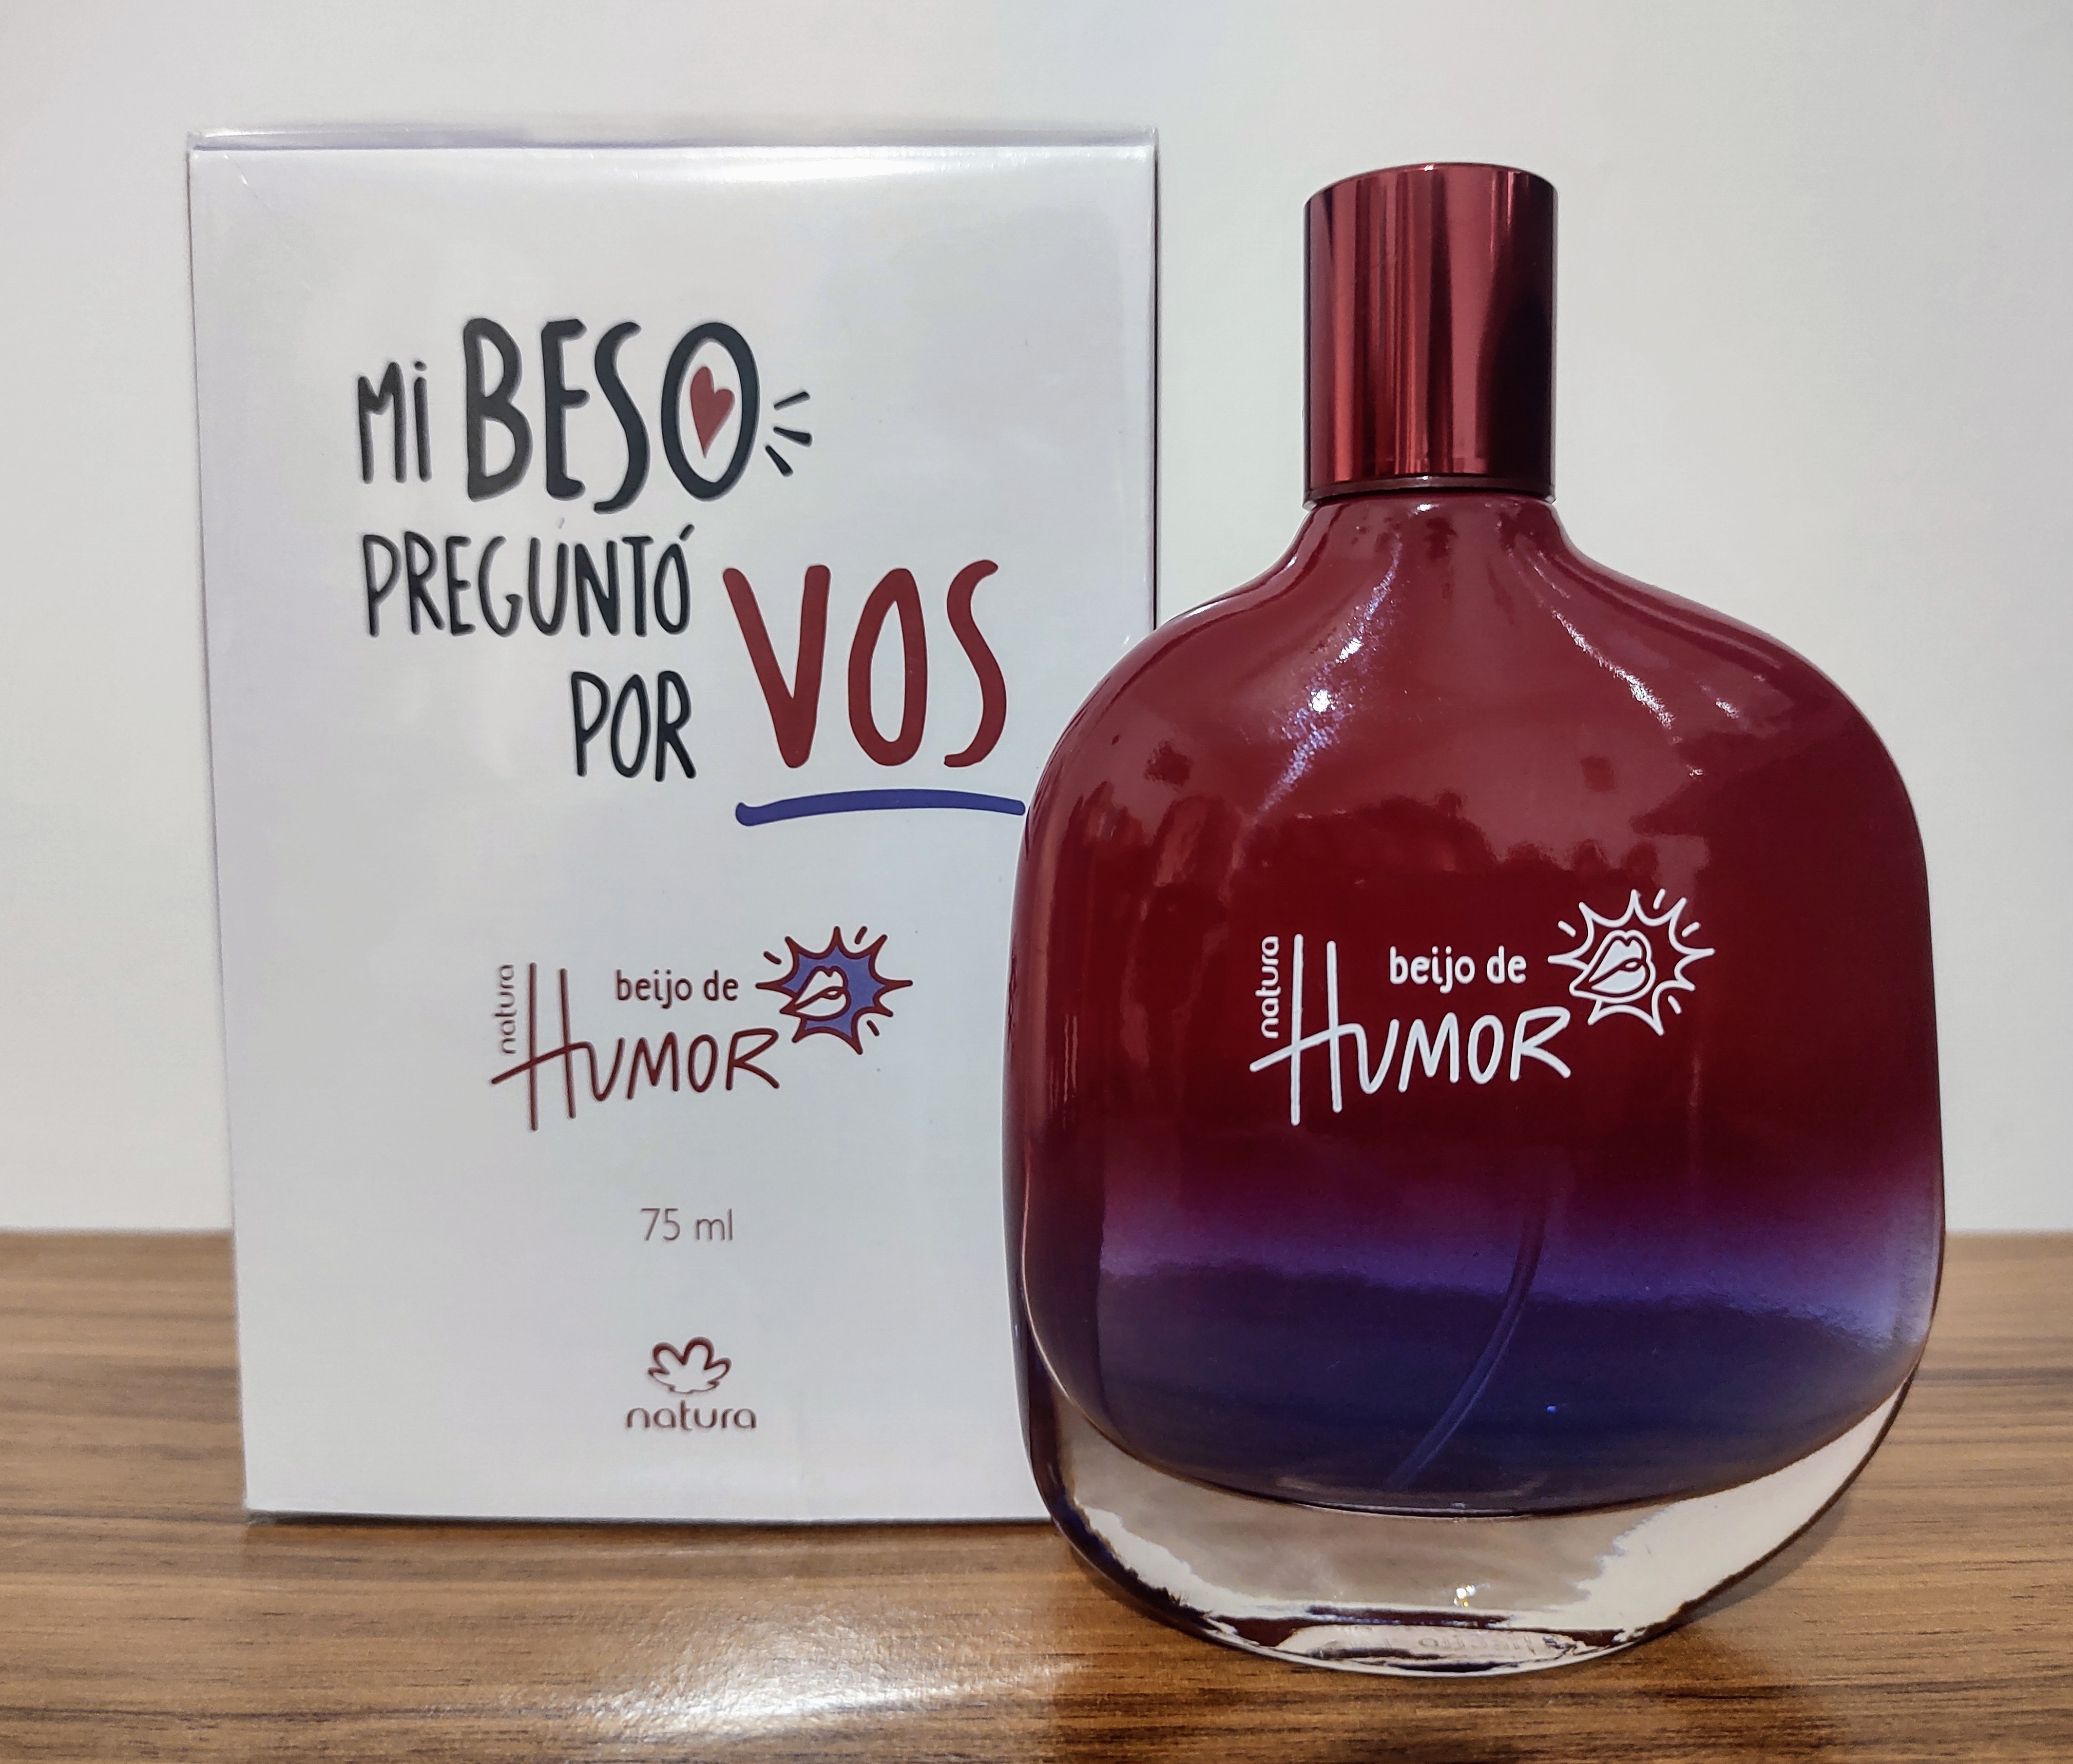 Mi BESO
PREGUNTÓ
POR VOS
natura
beijo de
HUMOR
75 ml
natura
natura
beijo de
HUMOR